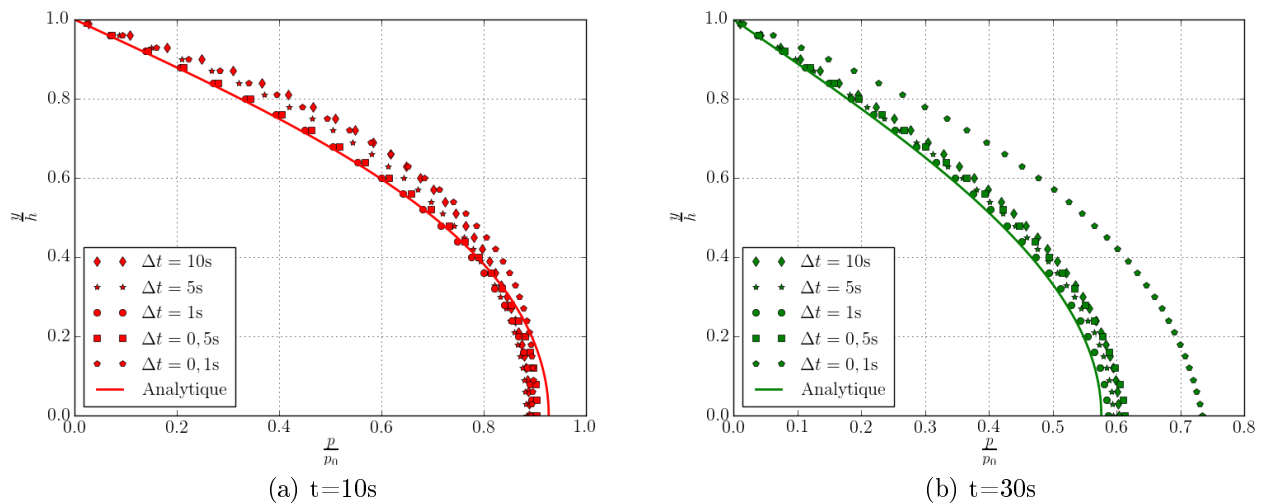 1.0
0.8
0.6
0.4
0.2
0.0
y/h
0.0 0.2 0.4 0.6 0.8 1.0
p/p₀
Δt = 10s
Δt = 5s
Δt = 1s
Δt = 0,5s
Δt = 0,1s
Analytique
(a) t=10s
1.0
0.8
0.6
0.4
0.2
0.0
y/h
0.0 0.1 0.2 0.3 0.4 0.5 0.6 0.7 0.8
p/p₀
Δt = 10s
Δt = 5s
Δt = 1s
Δt = 0,5s
Δt = 0,1s
Analytique
(b) t=30s